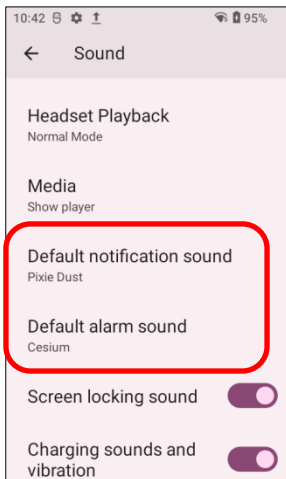 10:42 95%
Sound
Headset Playback
Normal Mode
Media
Show player
Default notification sound
Pixie Dust
Default alarm sound
Cesium
Screen locking sound
Charging sounds and
vibration